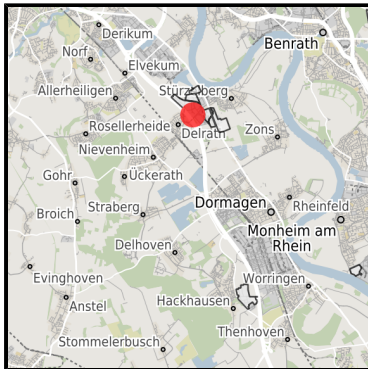 Derikum
Benrath
Norf
Elvekum
Allerheiligen
Rosellerheide
Delrath
Zons
Nievenheim
Gohr
Ückerath
Straberg
Dormagen
Rheinfeld
Broich
Monheim am
Rhein
Delhoven
Evinghoven
Worringen
Anstel
Hackhausen
Thenhoven
Stommelerbusch